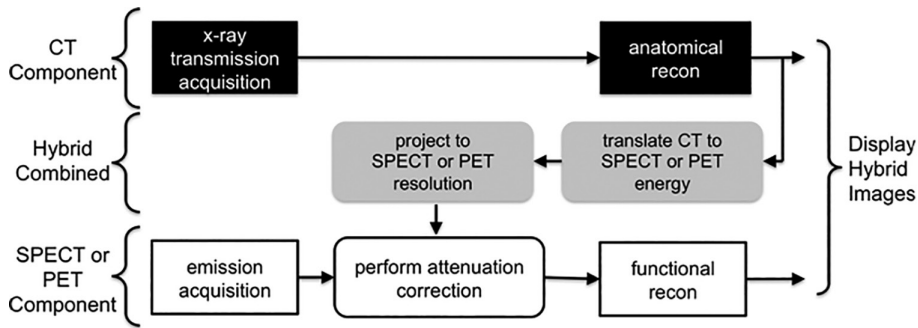 CT
Component
x-ray
transmission
acquisition
anatomical
recon
Hybrid
Combined
project to
SPECT or PET
resolution
translate CT to
SPECT or PET
energy
Display
Hybrid
Images
SPECT or
PET
Component
emission
acquisition
perform attenuation
correction
functional
recon